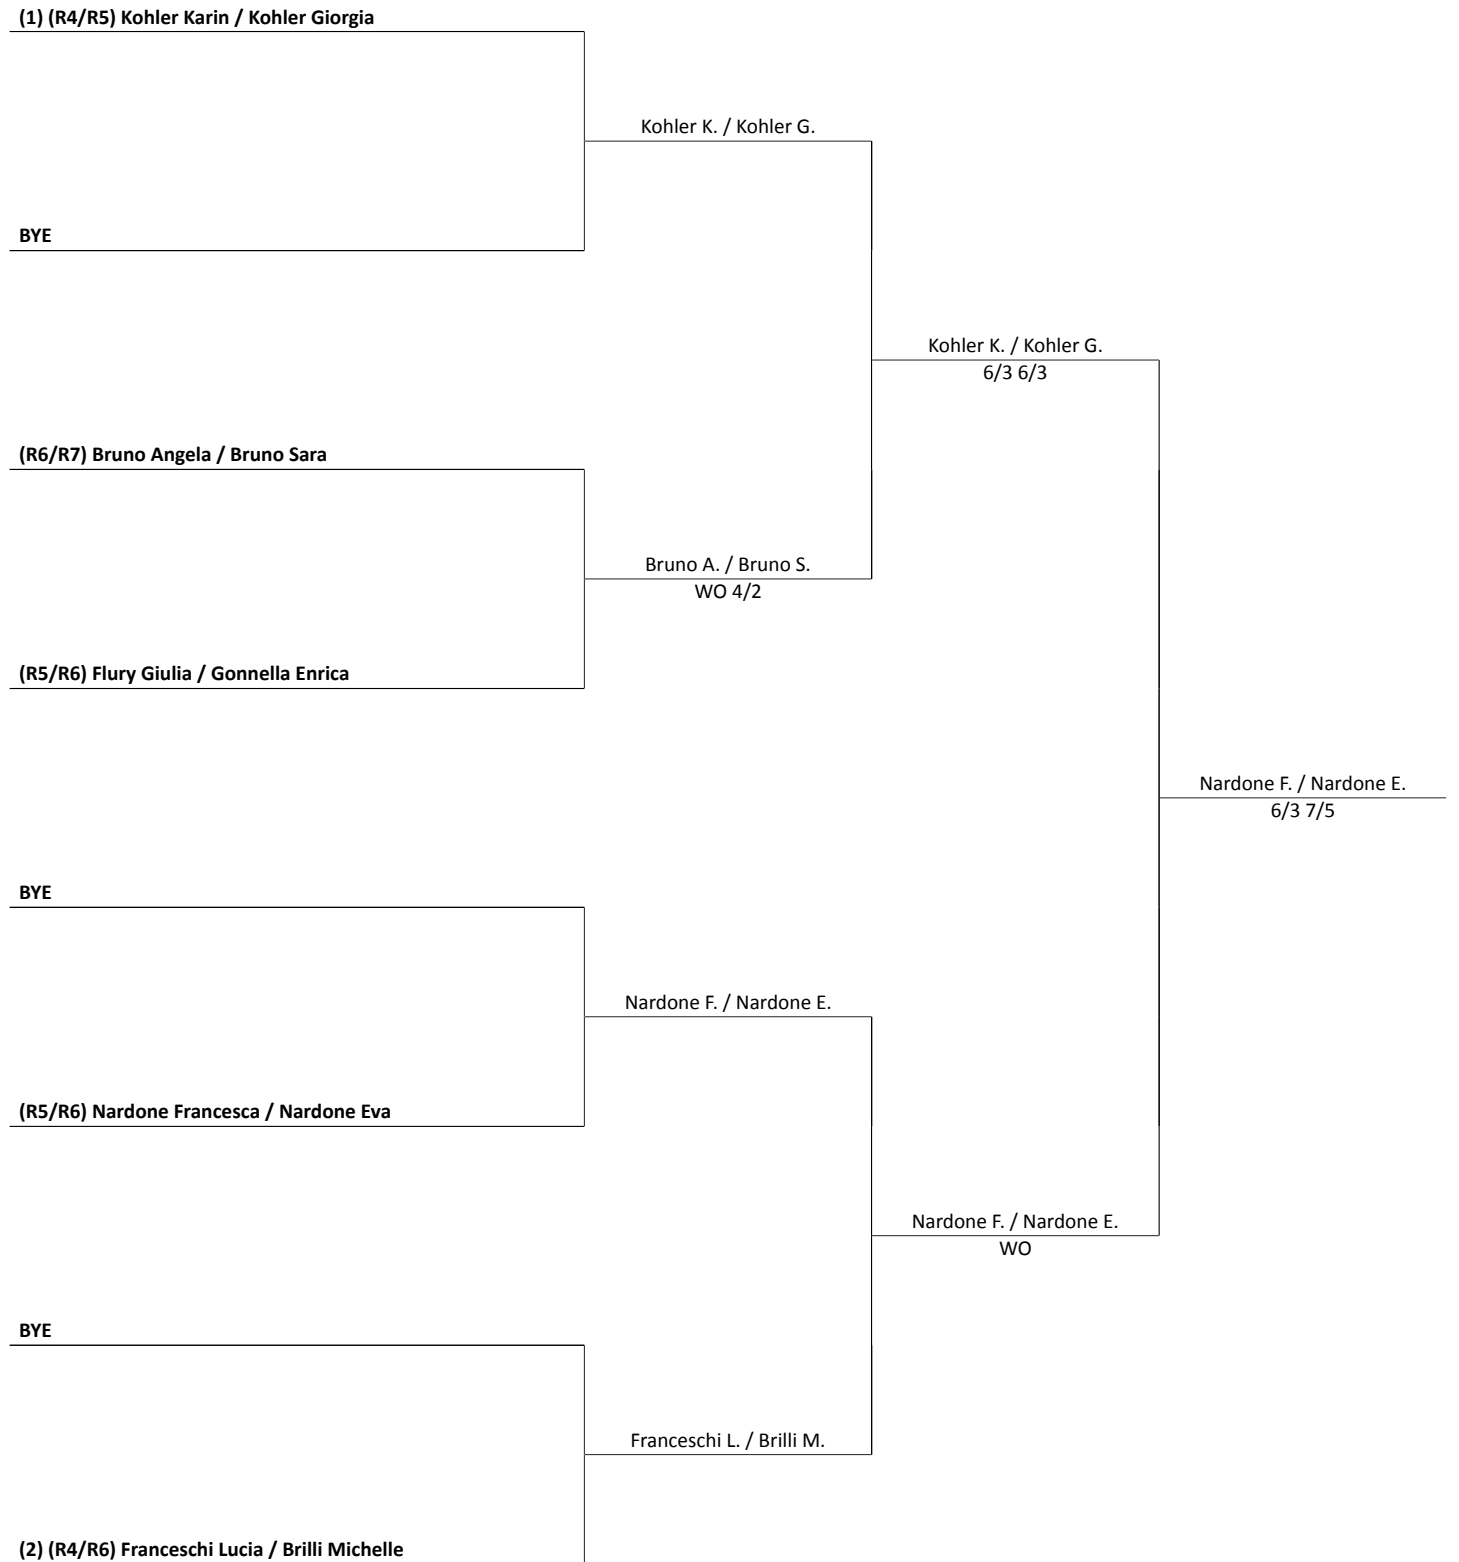 (1) (R4/R5) Kohler Karin / Kohler Giorgia
Kohler K. / Kohler G.
BYE
Kohler K. / Kohler G.
6/3 6/3
(R6/R7) Bruno Angela / Bruno Sara
Bruno A. / Bruno S.
WO 4/2
(R5/R6) Flury Giulia / Gonnella Enrica
Nardone F. / Nardone E.
6/3 7/5
BYE
Nardone F. / Nardone E.
(R5/R6) Nardone Francesca / Nardone Eva
Nardone F. / Nardone E.
WO
BYE
Franceschi L. / Brilli M.
(2) (R4/R6) Franceschi Lucia / Brilli Michelle